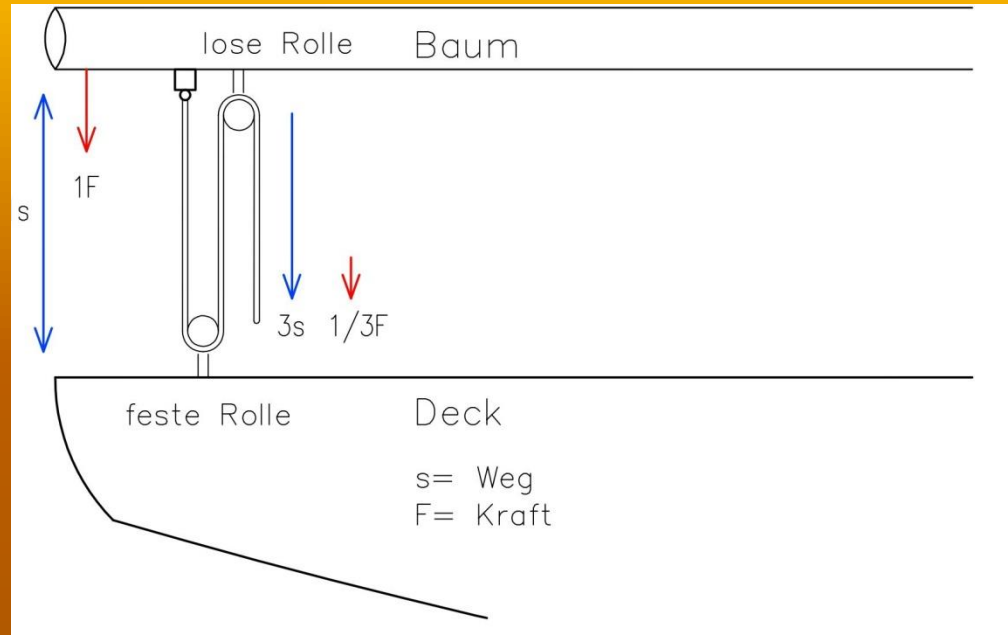 lose Rolle
Baum
1F
s
3s
1/3F
feste Rolle
Deck
s= Weg
F= Kraft